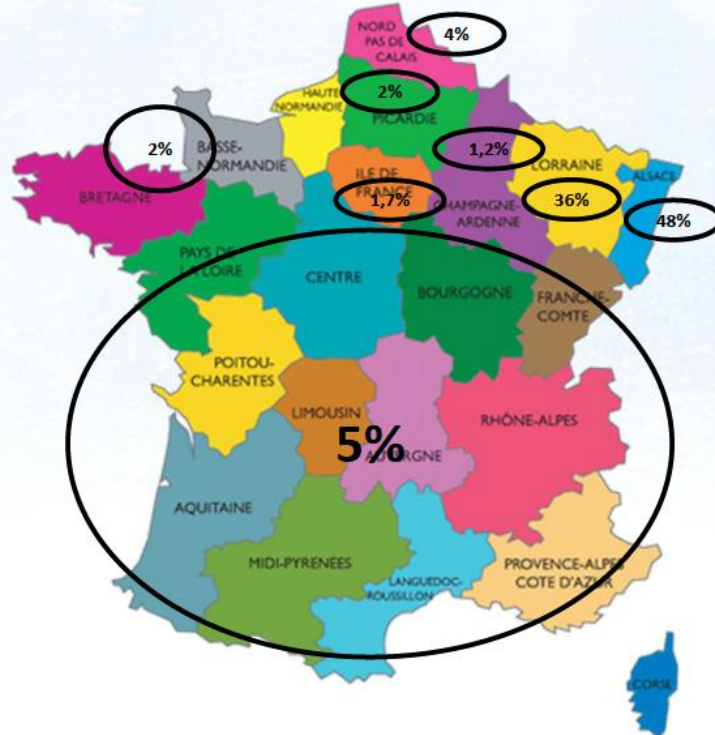 NORD
PAS DE
CALAIS
4%
HAUTE
NORMANDIE
2%
PICARDIE
2%
BASSE-
NORMANDIE
1,2%
LORRAINE
ALSACE
BRETAGNE
ILE DE
FRANCE
1,7%
CHAMPAGNE-
ARDENNE
36%
48%
PAYS DE
LA LOIRE
CENTRE
BOURGOGNE
FRANCHE-
COMTE
POITOU-
CHARENTES
LIMOUSIN
5%
AUVERGNE
RHÔNE-ALPES
AQUITAINE
MIDI-PYRENÉES
LANGUEDOC-
ROUSSILLON
PROVENCE-ALPES
COTE D'AZUR
CORSE